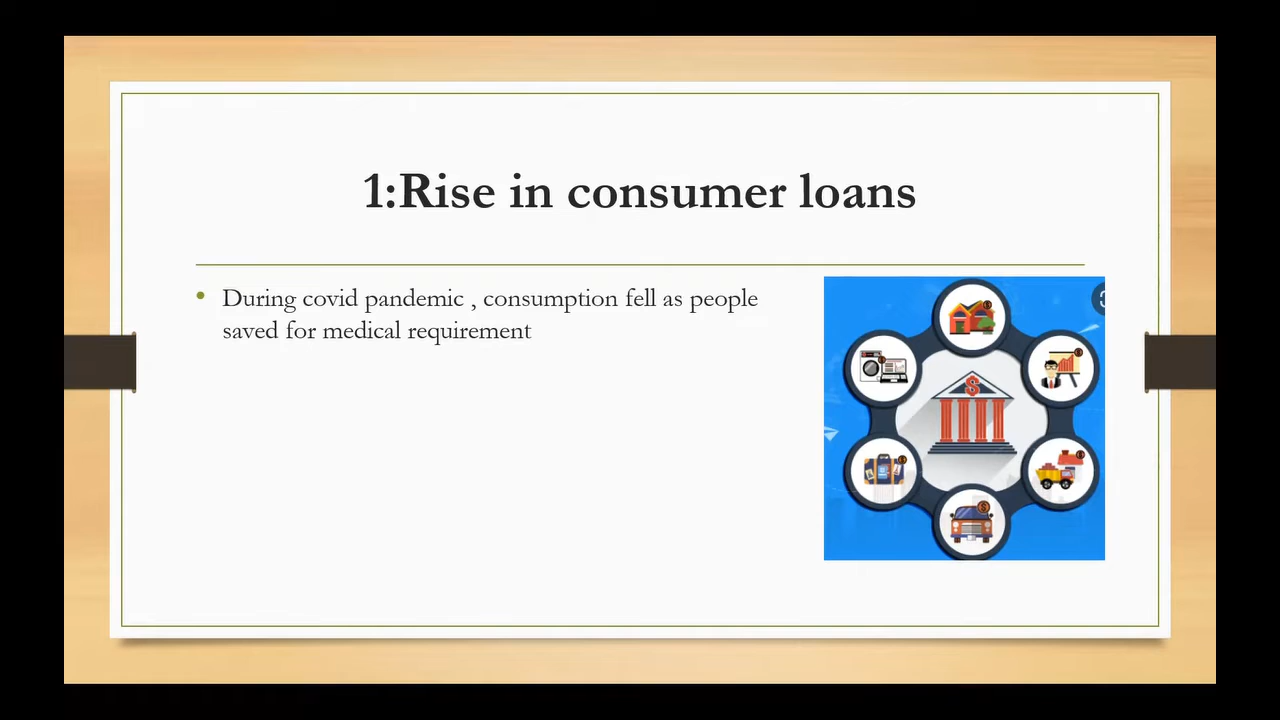 1:Rise in consumer loans
During covid pandemic , consumption fell as people
saved for medical requirement